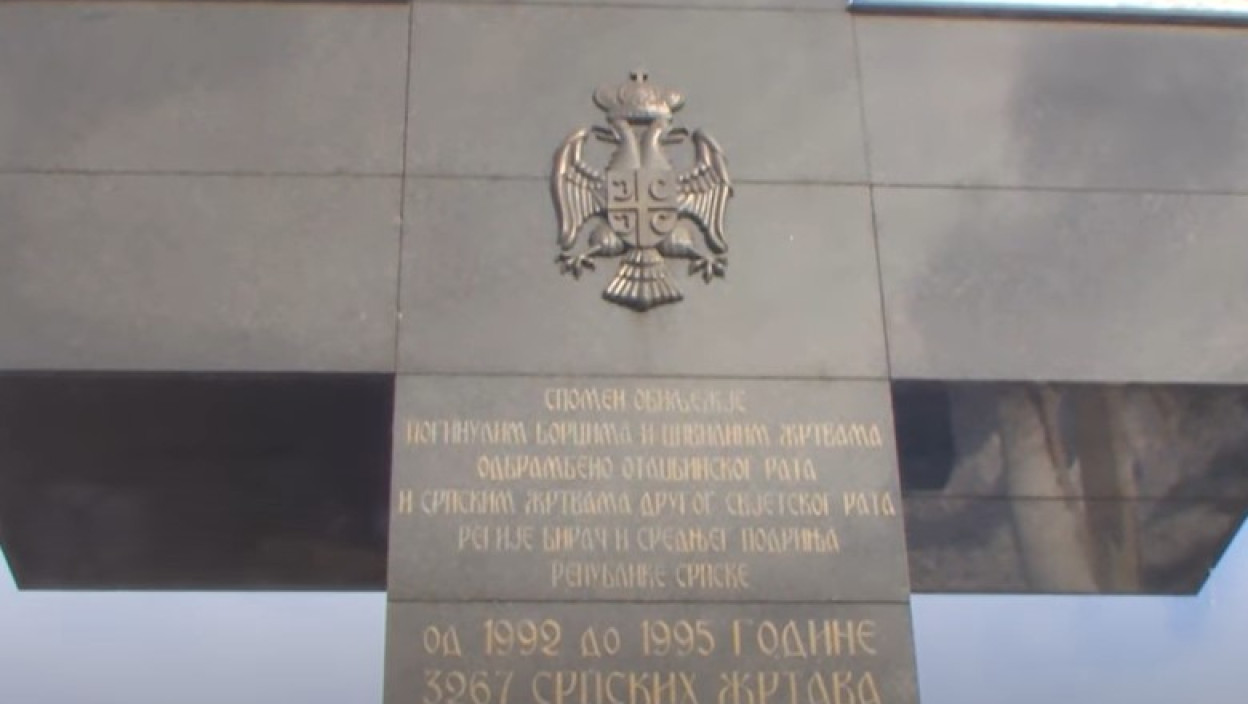 СПОМЕН ОБИЉЕЖЈЕ
ПОГИНУЛИМ БОРЦИМА И ЦИВИЛНИМ ЖРТВАМА
ОДБРАМБЕНО ОТАЏБИНСКОГ РАТА
И СРПСКИМ ЖРТВАМА ДРУГОГ СВЈЕТСКОГ РАТА
РЕГИЈЕ БИРАЧ И СРЕДЊЕГ ПОДРИЊА
РЕПУБЛИКЕ СРПСКЕ
ОД 1992 ДО 1995 ГОДИНЕ
3267 СРПСКИХ ЖРТАВА